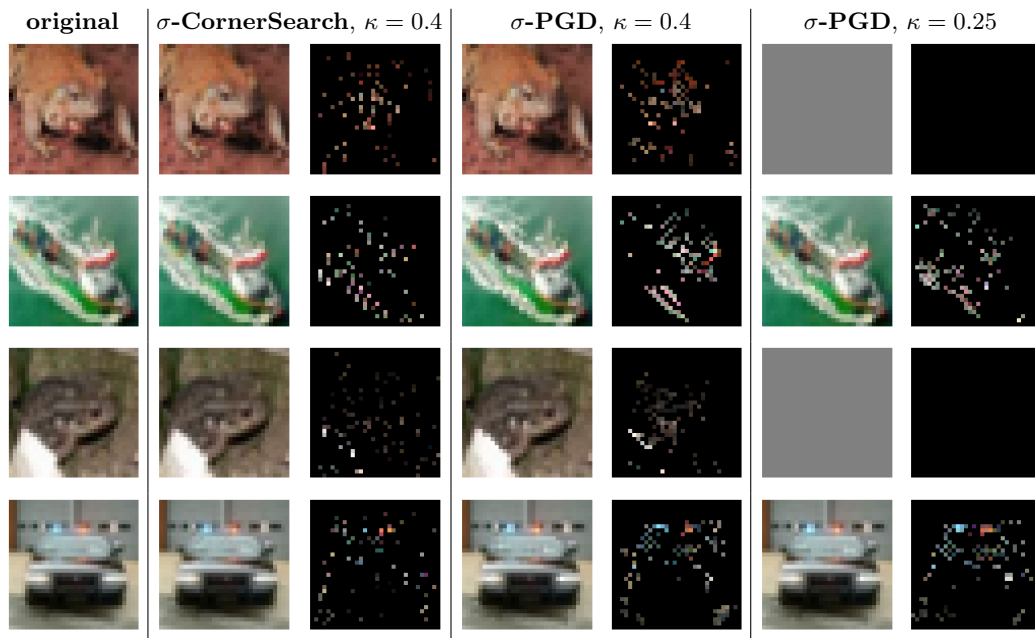 original σ-CornerSearch, κ = 0.4 σ-PGD, κ = 0.4 σ-PGD, κ = 0.25